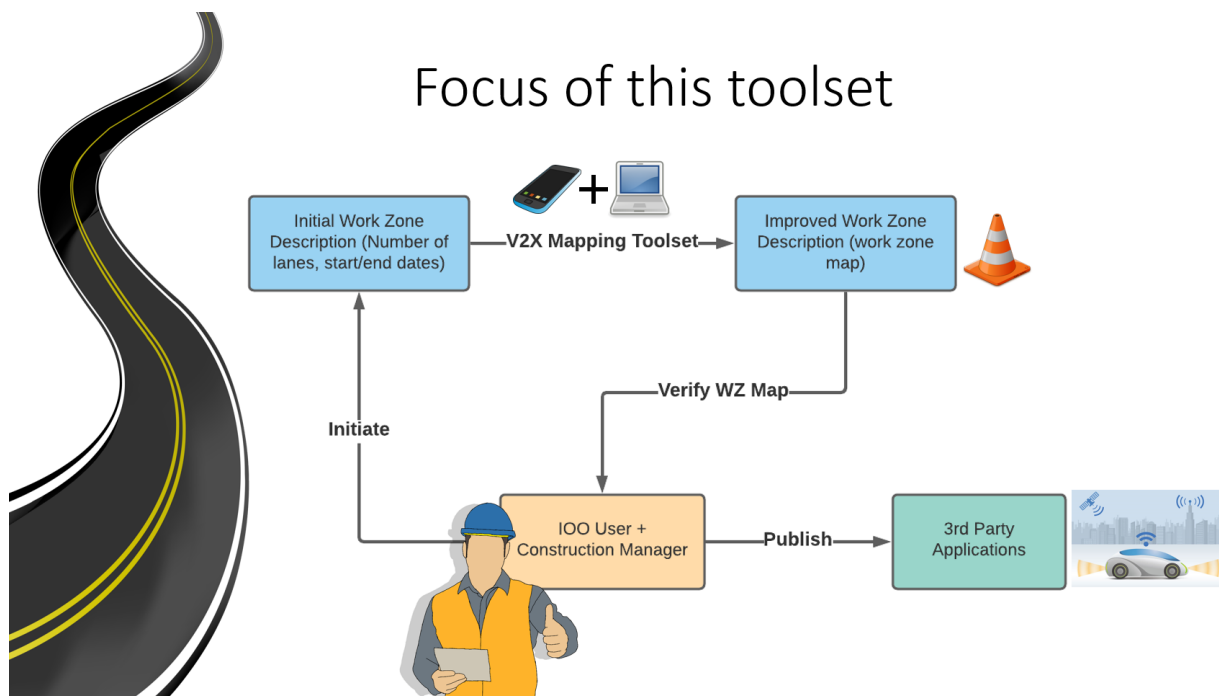 Focus of this toolset
Initial Work Zone
Description (Number of
lanes, start/end dates)
V2X Mapping Toolset
Improved Work Zone
Description (work zone
map)
Verify WZ Map
Initiate
IOO User +
Construction Manager
Publish
3rd Party
Applications